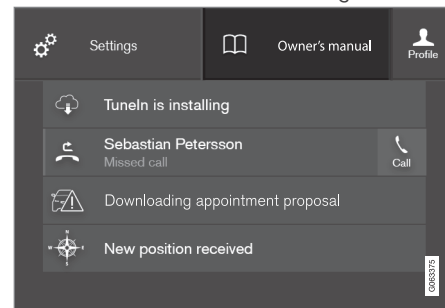 Settings
Owner's manual
Profile
TuneIn is installing
Sebastian Petersson
Missed call
Call
Downloading appointment proposal
New position received
G063375